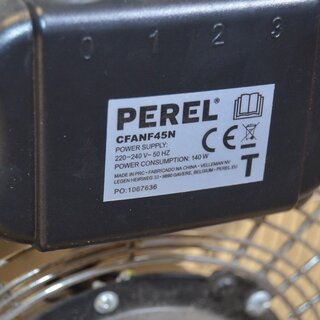 0 1 2 3
PEREL®
CFANF45N
POWER SUPPLY:
220-240 V~ 50 HZ
POWER CONSUMPTION: 140 W
CE
T
MADE IN PRC - FABRICADO NA CHINA - VELLEMAN NV
LEGEN HEIRWEG 33 - 9890 GAVERE, BELGIUM - PEREL.EU
PO:1067636